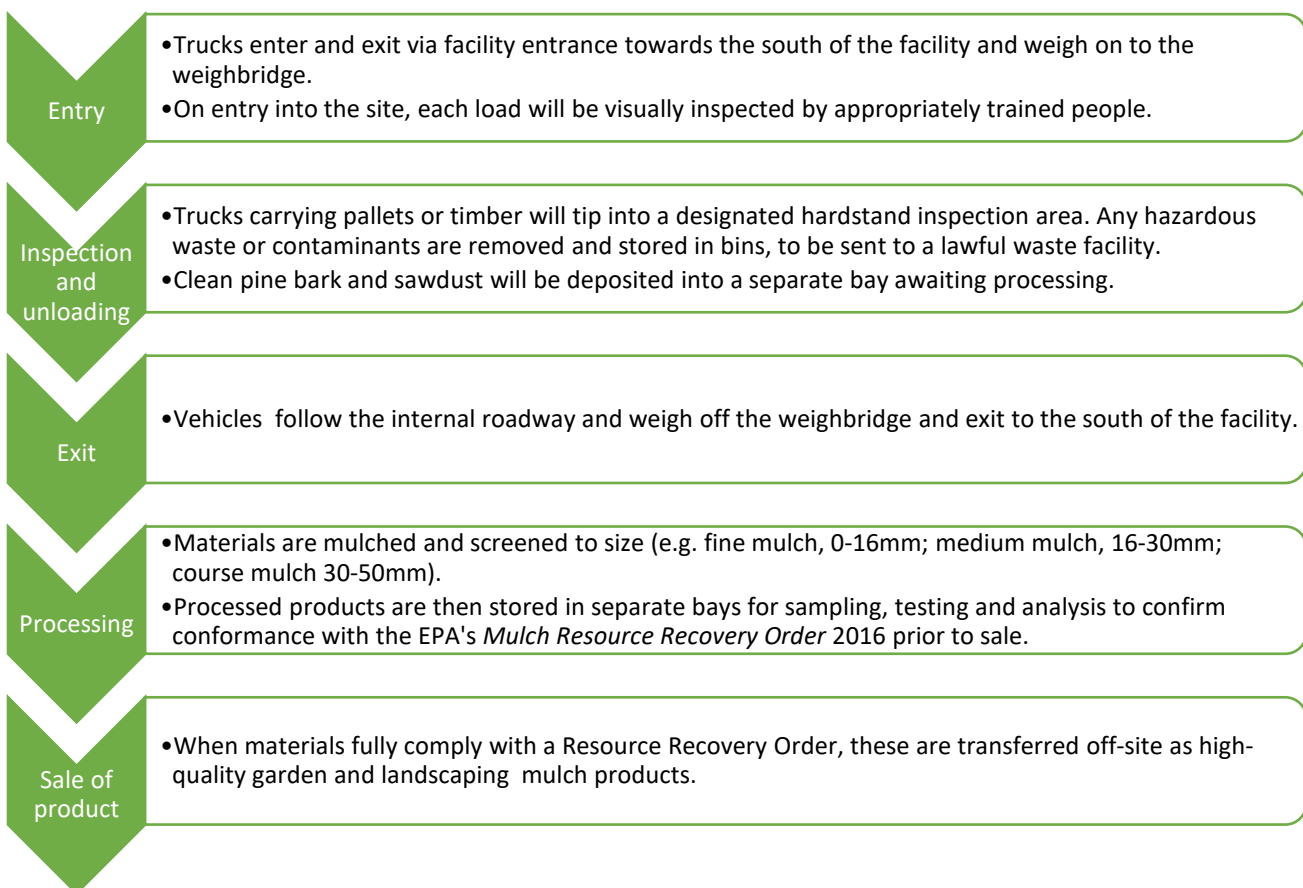 Entry
•Trucks enter and exit via facility entrance towards the south of the facility and weigh on to the
weighbridge.
•On entry into the site, each load will be visually inspected by appropriately trained people.
Inspection
and
unloading
•Trucks carrying pallets or timber will tip into a designated hardstand inspection area. Any hazardous
waste or contaminants are removed and stored in bins, to be sent to a lawful waste facility.
•Clean pine bark and sawdust will be deposited into a separate bay awaiting processing.
Exit
•Vehicles follow the internal roadway and weigh off the weighbridge and exit to the south of the facility.
Processing
•Materials are mulched and screened to size (e.g. fine mulch, 0-16mm; medium mulch, 16-30mm;
course mulch 30-50mm).
•Processed products are then stored in separate bays for sampling, testing and analysis to confirm
conformance with the EPA's Mulch Resource Recovery Order 2016 prior to sale.
Sale of
product
•When materials fully comply with a Resource Recovery Order, these are transferred off-site as high-
quality garden and landscaping mulch products.